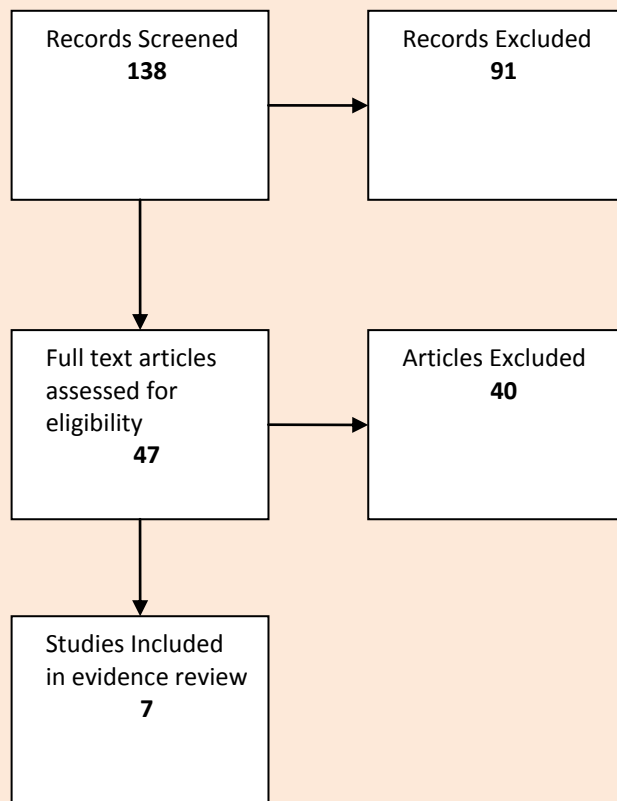 Records Screened
138
Records Excluded
91
Full text articles
assessed for
eligibility
47
Articles Excluded
40
Studies Included
in evidence review
7